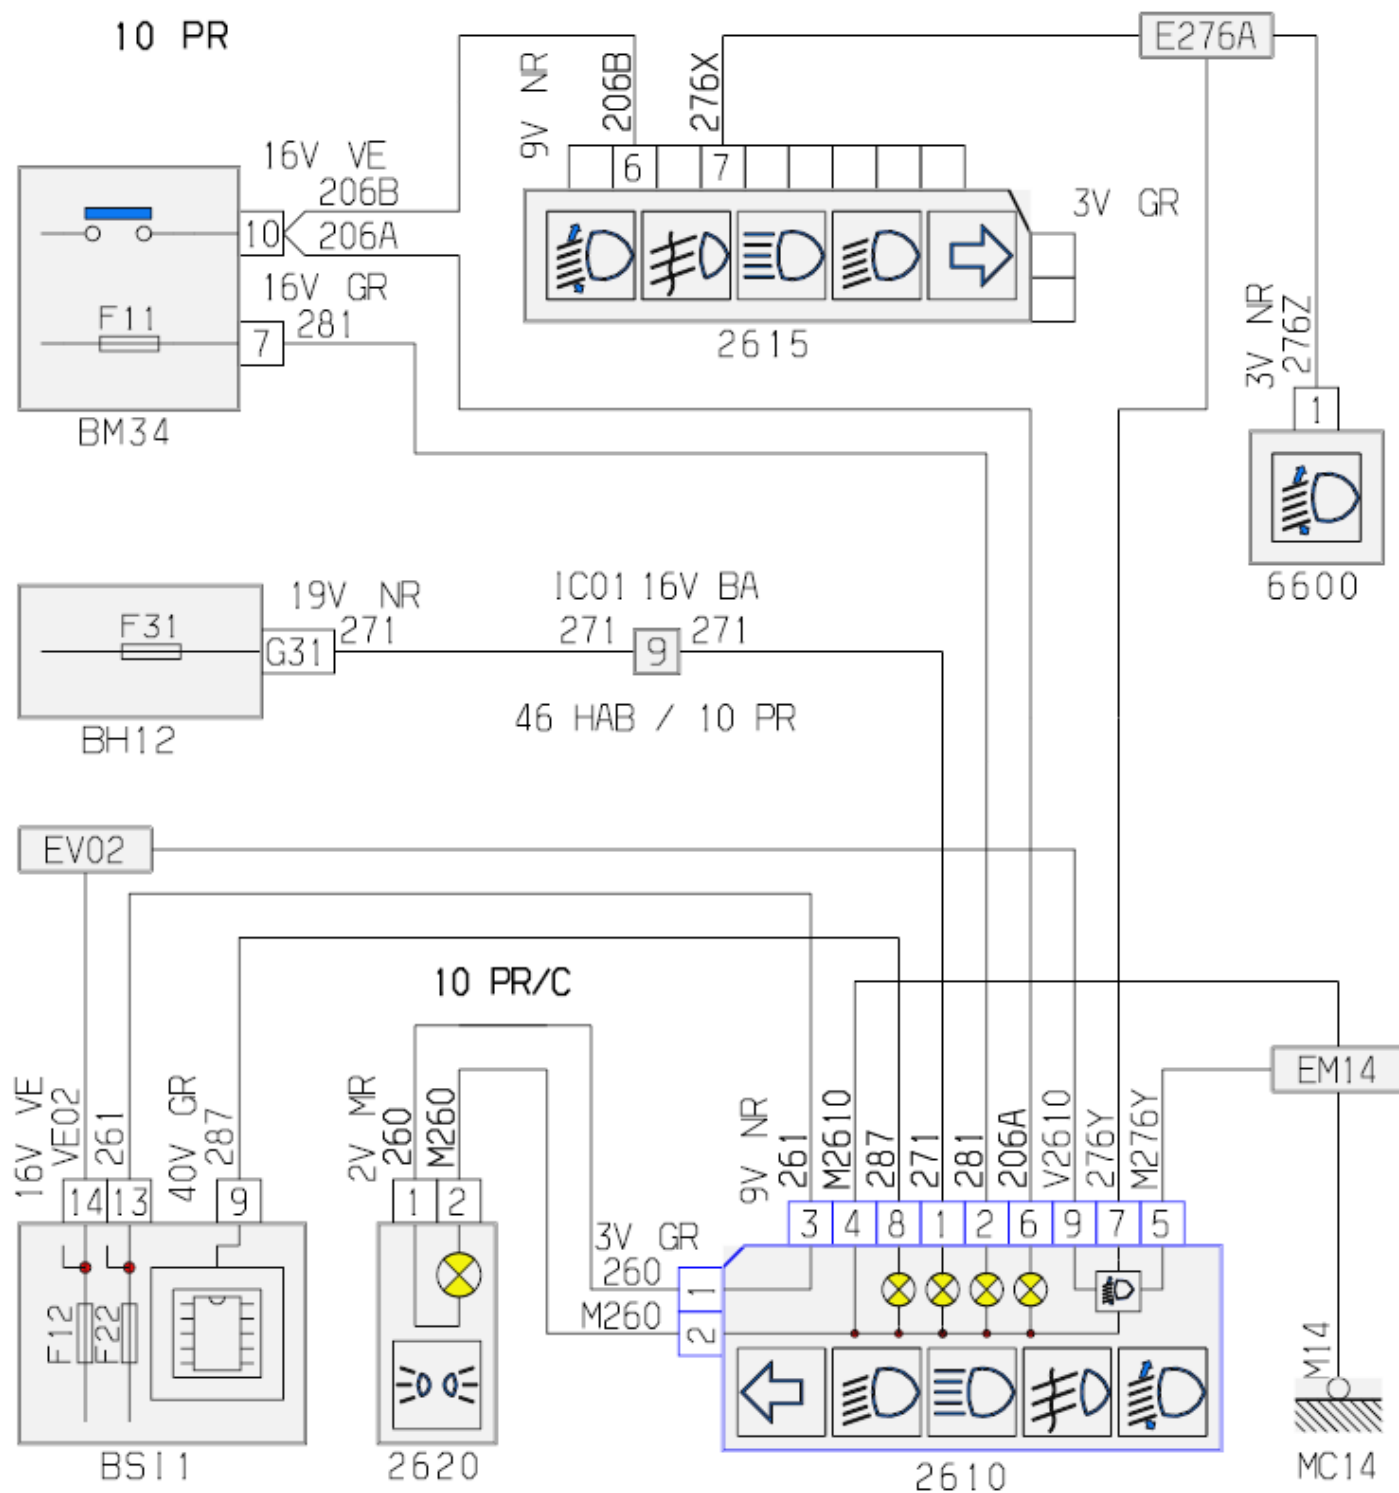 10 PR
E276A
9V NR
206B
276X
16V VE
206B
10
206A
6
7
3V GR
16V GR
281
F11
7
2615
BM34
3V NR
276Z
1
6600
19V NR
271
F31
G31
IC01 16V BA
271
9
271
46 HAB / 10 PR
BH12
EV02
10 PR/C
EM14
16V VE
VE02
261
40V GR
287
2V MR
260
M260
9V NR
261
M2610
287
271
281
206A
V2610
276Y
M276Y
14
13
9
1
2
3
4
8
1
2
6
9
7
5
3V GR
260
1
M260
2
F12
F22
M14
BSI1
2620
2610
MC14